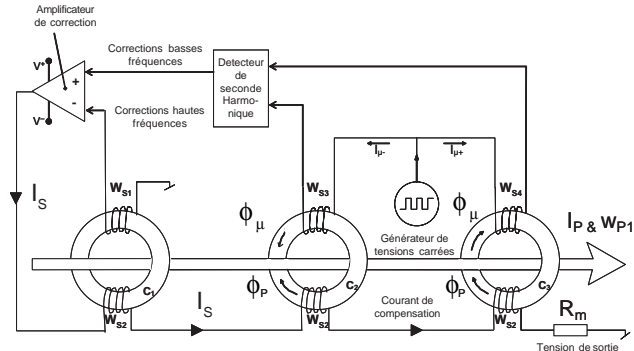 Amplificateur
de correction
V+
+
-
V-
Corrections basses
fréquences
Corrections hautes
fréquences
Detecteur
de
seconde
Harmo-
nique
Iμ-
Iμ+
WS1
WS3
WS4
IS
ϕμ
ϕμ
Générateur de
tensions carrées
IP & WP1
ϕP
ϕP
C1
C2
C3
WS2
IS
WS2
Courant de
compensation
WS2
Rm
Tension de sortie